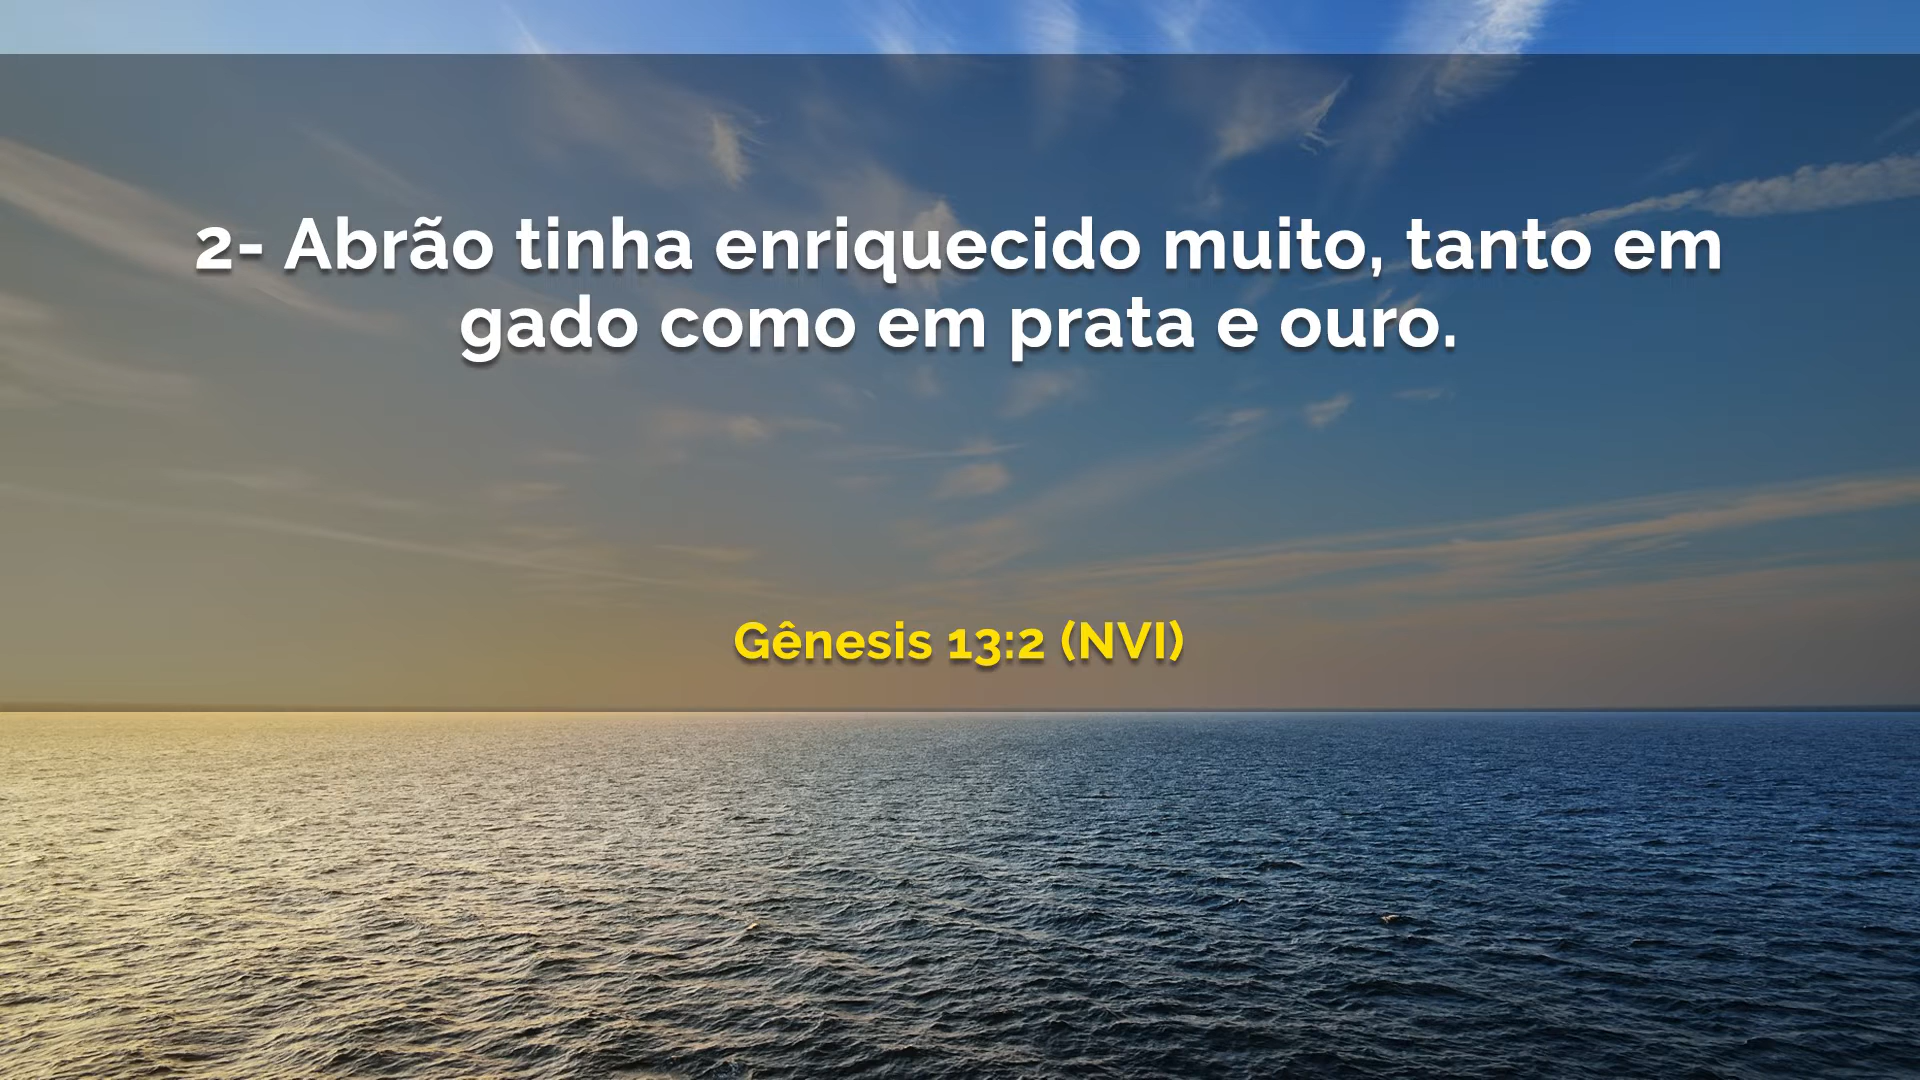 2- Abrão tinha enriquecido muito, tanto em
gado como em prata e ouro.
Gênesis 13:2 (NVI)